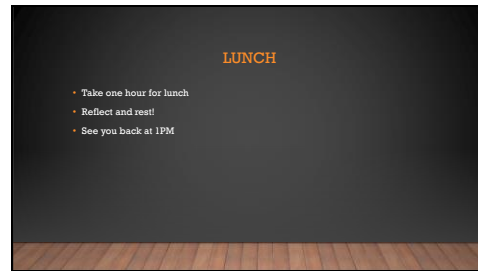 LUNCH
• Take one hour for lunch
• Reflect and rest!
• See you back at 1PM